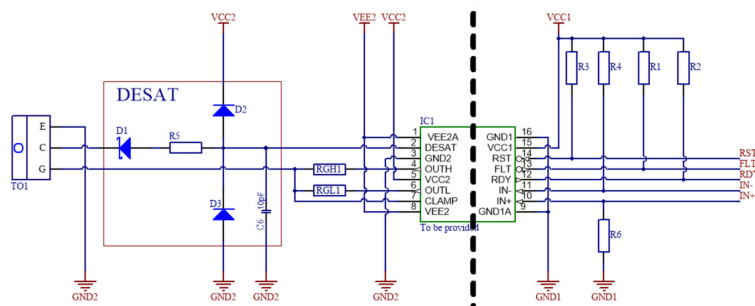 VCC2
VEE2
VCC2
VCC1
DESAT
D2
R3
R4
R1
R2
IC1
D1
R5
E
C
G
TO1
1 VEE2A
2 DESAT
3 GND2
4 OUTH
5 VCC2
6 OUTL
7 CLAMP
8 VEE2
GND1 16
VCC1 15
RST 14
FLT 13
RDY 12
IN- 11
IN+ 10
GND1A 9
RST
FLT
RDY
IN-
IN+
RGH1
RGL1
D3
C6
10pF
To be provided
R6
GND2
GND2
GND2
GND2
GND1
GND1